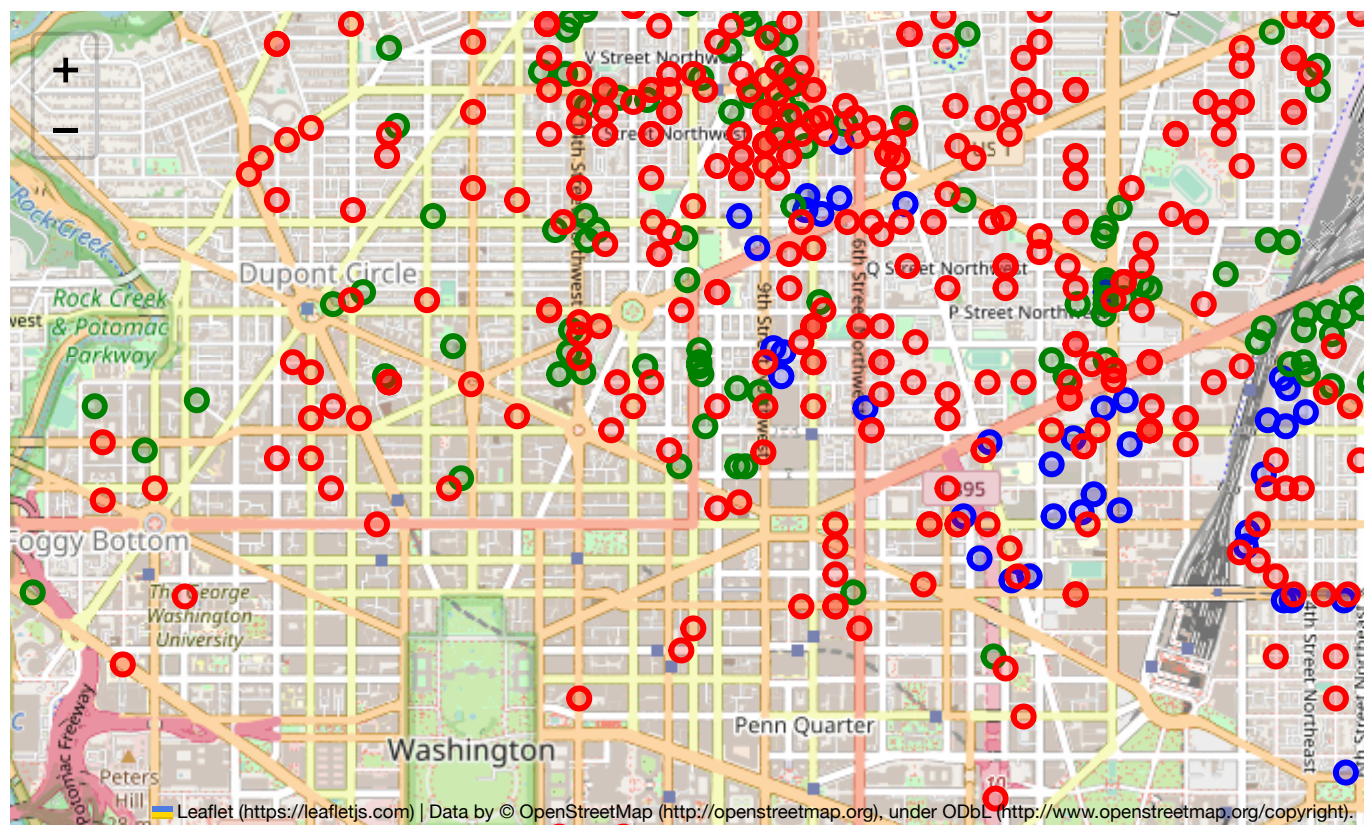 +
−
V Street Northw
Street Northwest
US 1
Rock Creek
Dupont Circle
Q Street Northwest
6th Street Northwest
9th Street Northwest
P Street Northw
Rock Creek
& Potomac
Parkway
west
395
Foggy Bottom
The George
Washington
University
4th Street Northeast
Penn Quarter
Washington
Potomac Freeway
Peters
Hill
Leaflet (https://leafletjs.com) | Data by © OpenStreetMap (http://openstreetmap.org), under ODbL (http://www.openstreetmap.org/copyright).